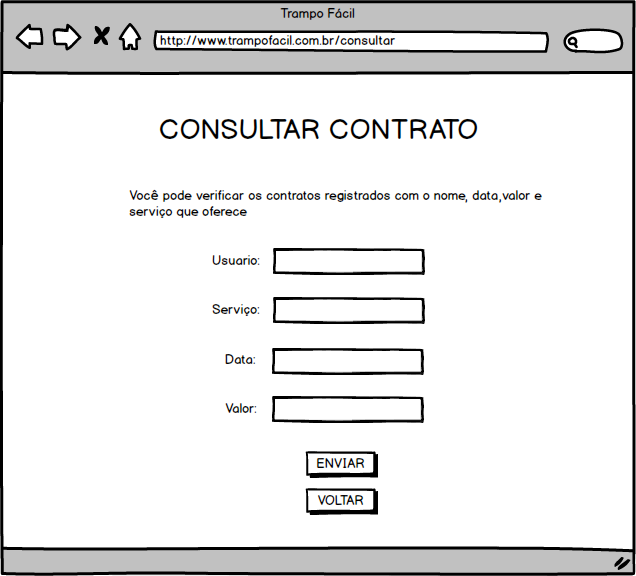 Trampo Fácil
http://www.trampofacil.com.br/consultar
CONSULTAR CONTRATO
Você pode verificar os contratos registrados com o nome, data,valor e
serviço que oferece
Usuario:
Serviço:
Data:
Valor:
ENVIAR
VOLTAR